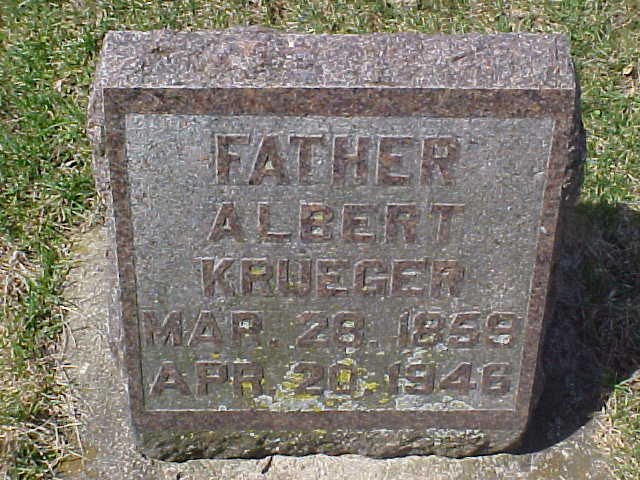 FATHER
ALBERT
KRUEGER
MAR. 28. 1859
APR. 20. 1946